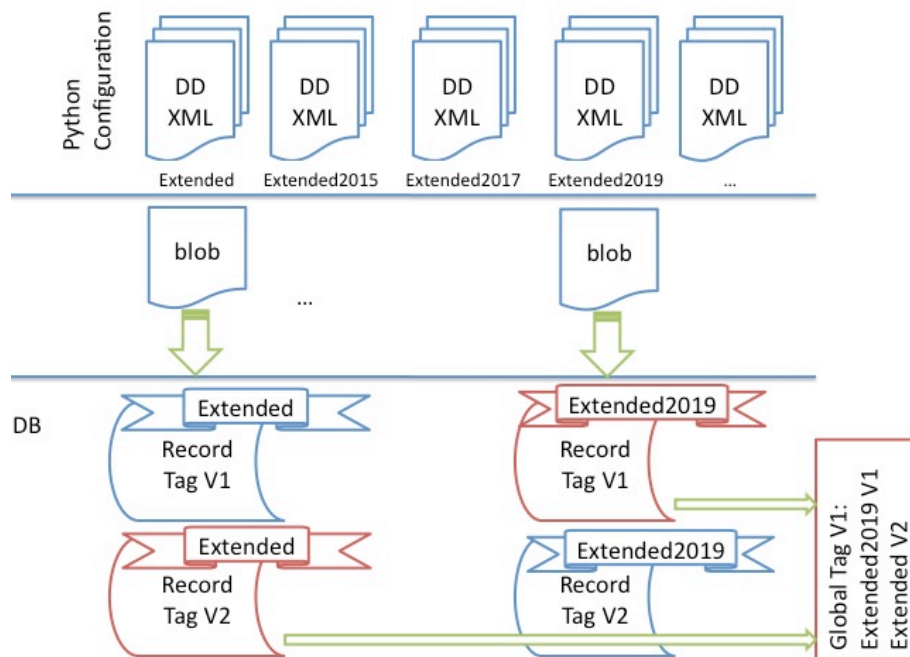 Python
Configuration
DD
XML
DD
XML
DD
XML
DD
XML
DD
XML
Extended
Extended2015
Extended2017
Extended2019
...
blob
...
blob
DB
Extended
Record
Tag V1
Extended2019
Record
Tag V1
Extended
Record
Tag V2
Extended2019
Record
Tag V2
Global Tag V1:
Extended2019 V1
Extended V2